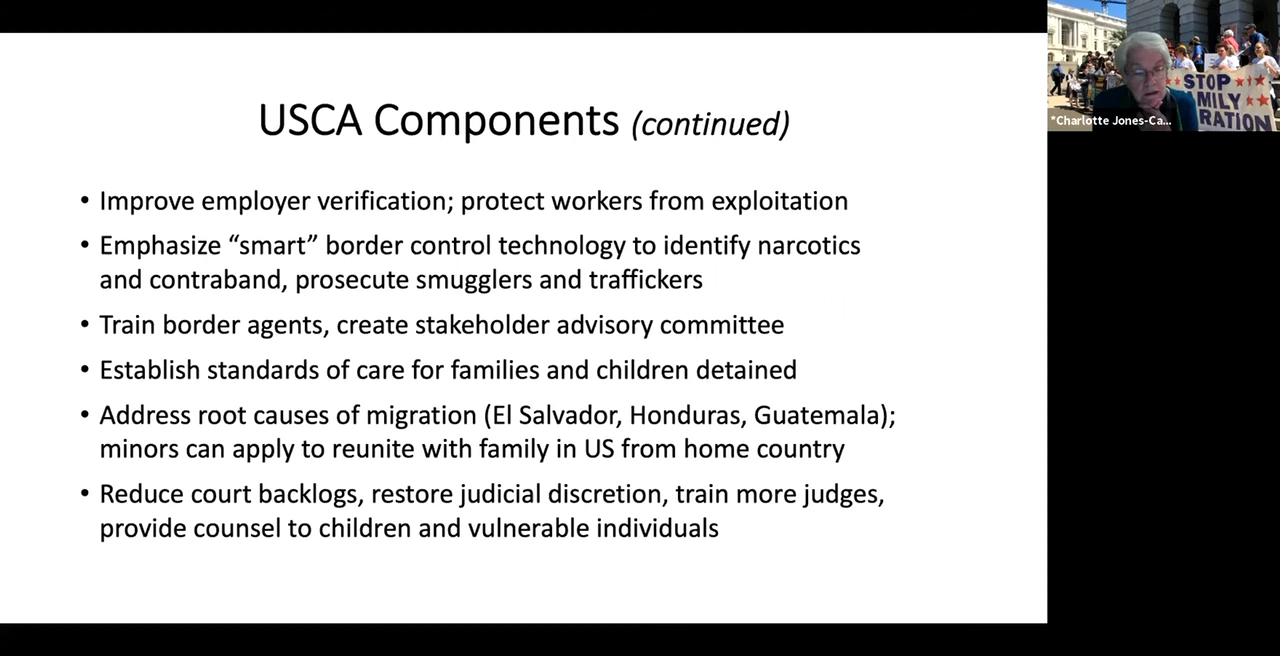 USCA Components (continued)
• Improve employer verification; protect workers from exploitation
• Emphasize “smart” border control technology to identify narcotics
and contraband, prosecute smugglers and traffickers
• Train border agents, create stakeholder advisory committee
• Establish standards of care for families and children detained
• Address root causes of migration (El Salvador, Honduras, Guatemala);
minors can apply to reunite with family in US from home country
• Reduce court backlogs, restore judicial discretion, train more judges,
provide counsel to children and vulnerable individuals
STOP
MILY
RATION
*Charlotte Jones-Ca...